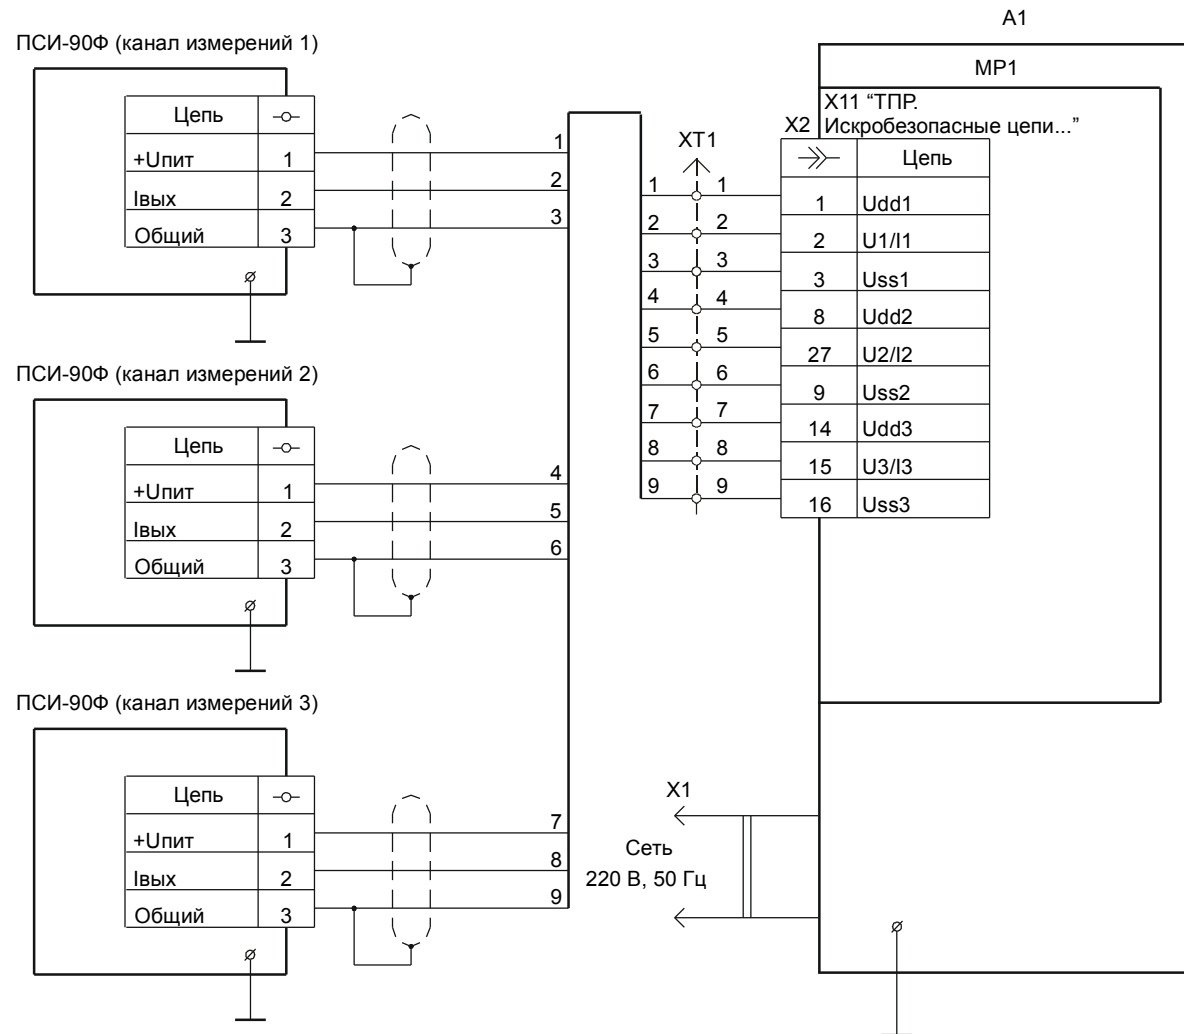 A1
ПСИ-90Ф (канал измерений 1)
MP1
X11 “ТПР.
Искробезопасные цепи...”
X2
XT1
Цепь
+Uпит 1
Iвых 2
Общий 3
1
2
3
Цепь
1 1 1 Udd1
2 2 2 U1/I1
3 3 3 Uss1
4 4 8 Udd2
5 5 27 U2/I2
6 6 9 Uss2
7 7 14 Udd3
8 8 15 U3/I3
9 9 16 Uss3
ПСИ-90Ф (канал измерений 2)
Цепь
+Uпит 1
Iвых 2
Общий 3
4
5
6
ПСИ-90Ф (канал измерений 3)
Цепь
+Uпит 1
Iвых 2
Общий 3
7
8
9
X1
Сеть
220 В, 50 Гц